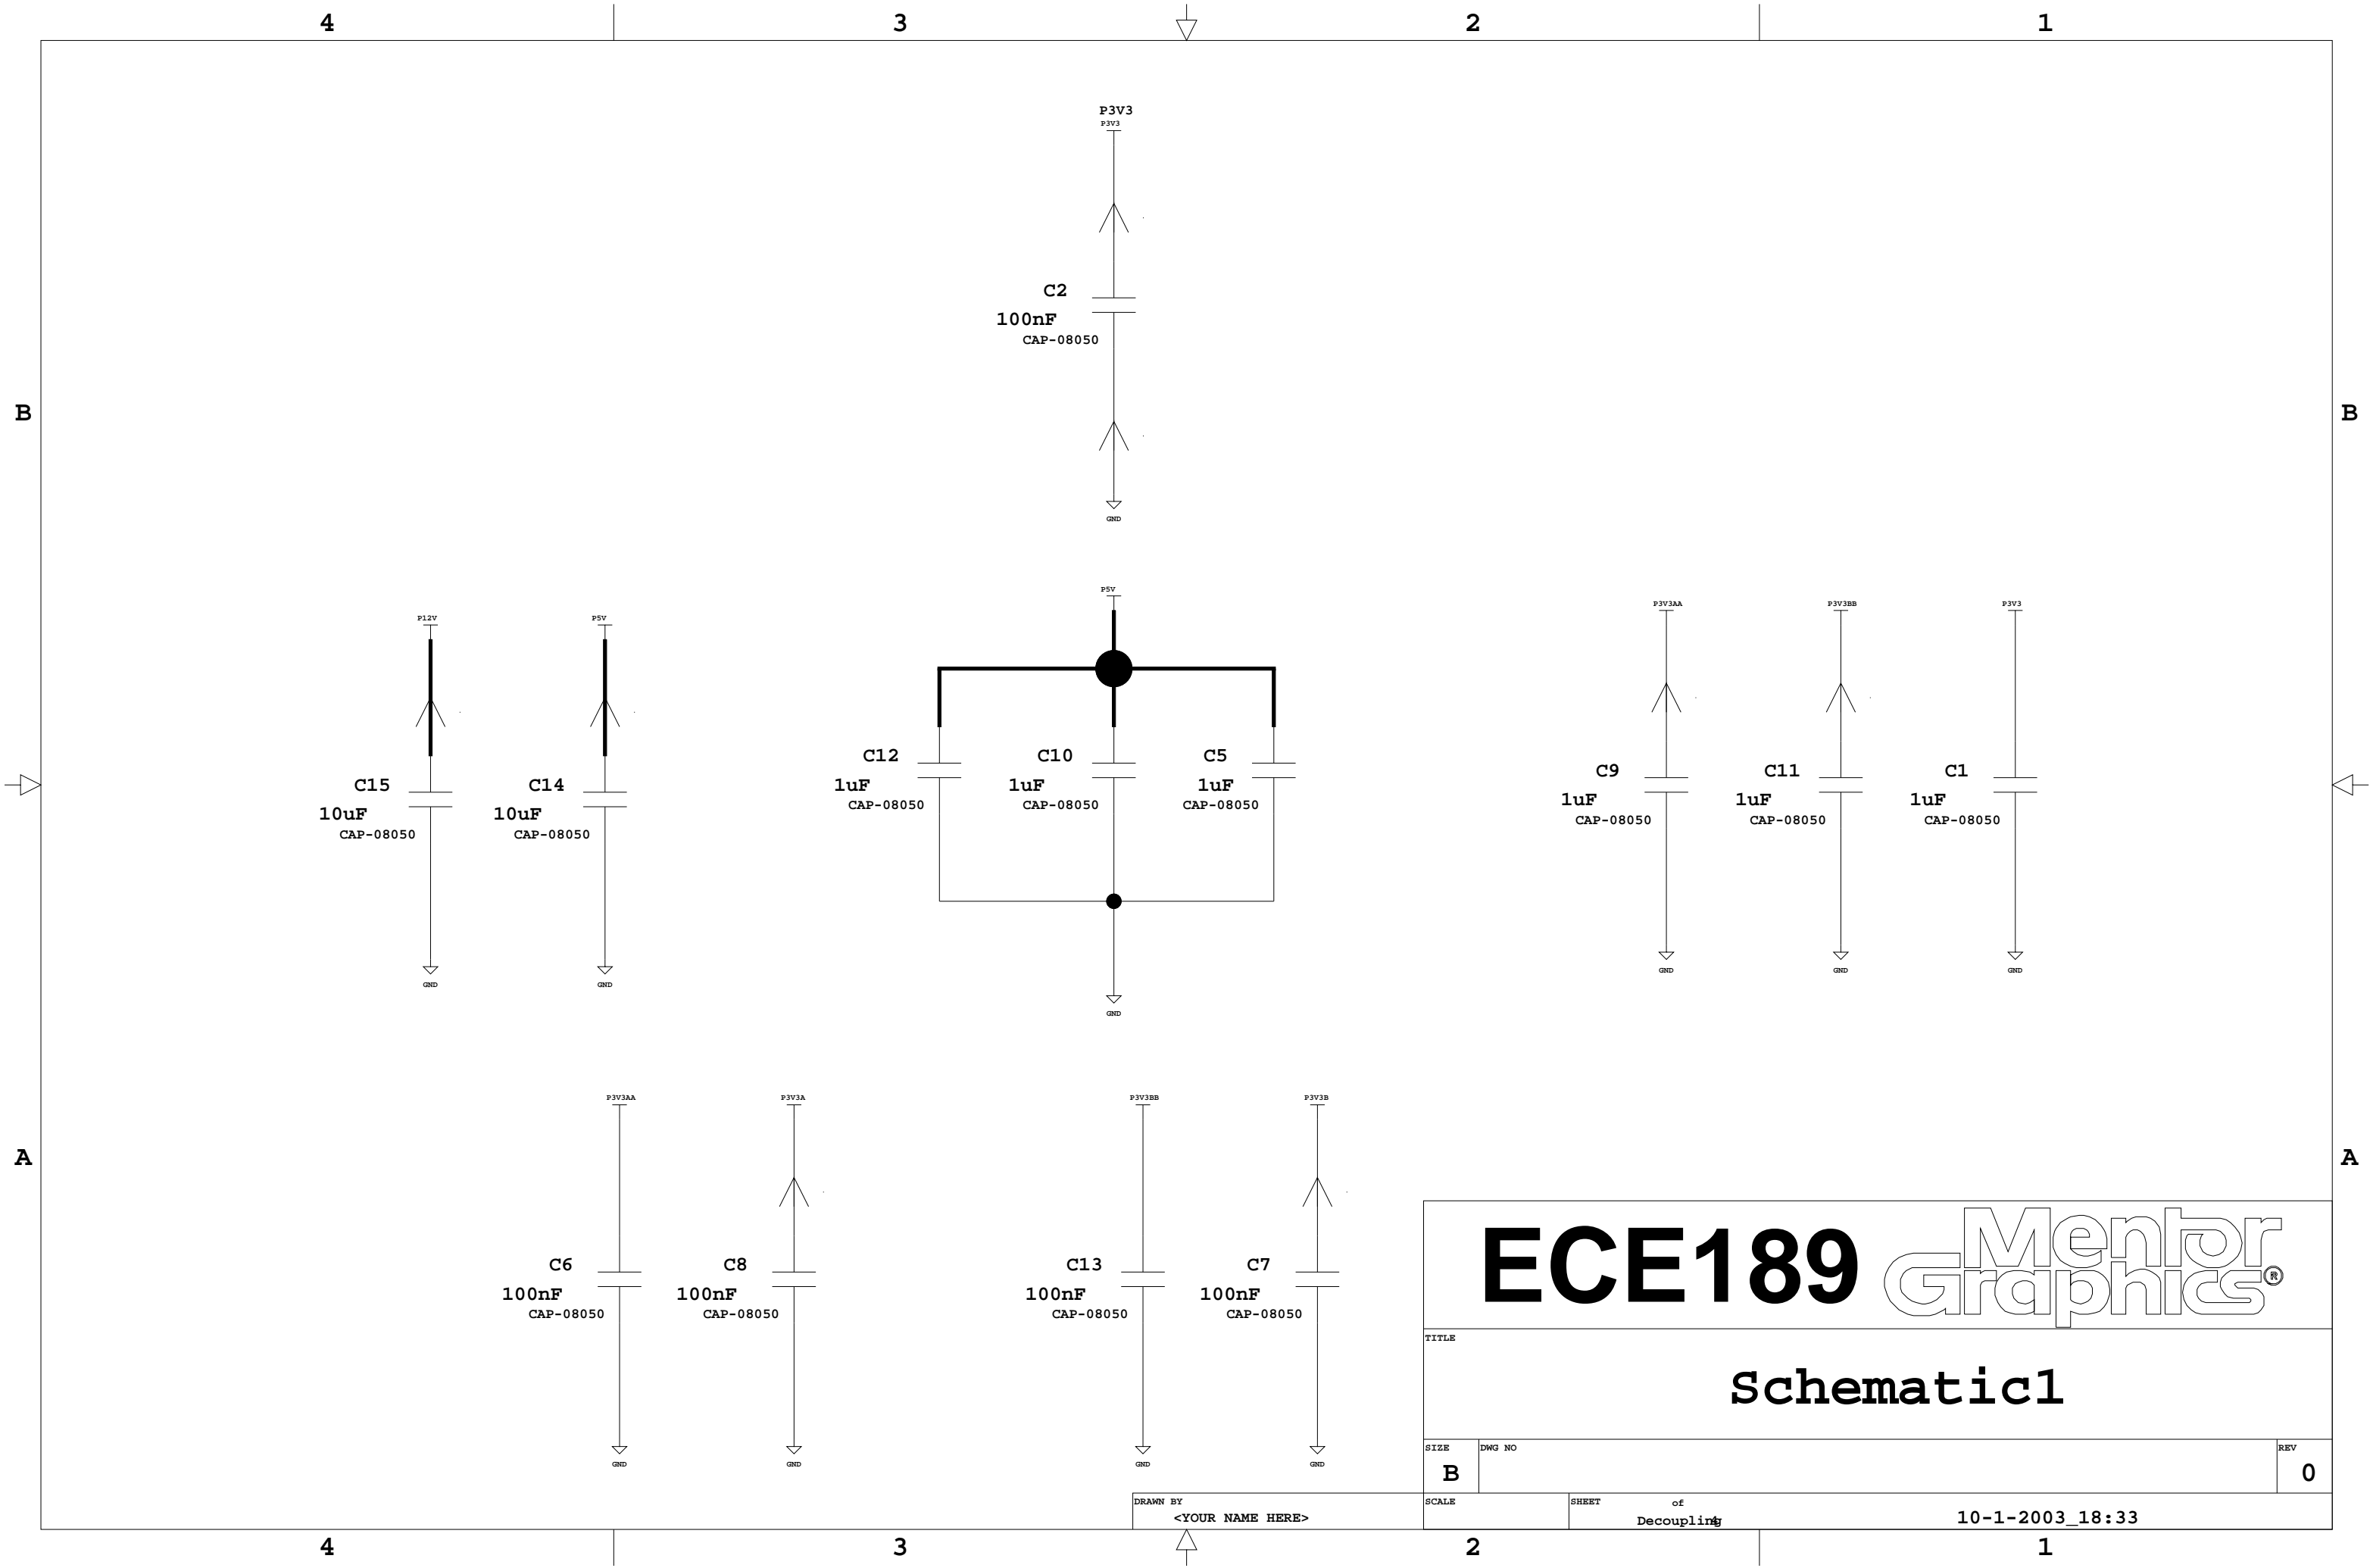 4 3 2 1
P3V3
P3V3
C2
100nF
CAP-08050
B B
GND
P5V
P12V P5V
P3V3AA P3V3BB P3V3
C12 C10 C5
1uF 1uF 1uF
CAP-08050 CAP-08050 CAP-08050
C15 C14
10uF 10uF
CAP-08050 CAP-08050
C9 C11 C1
1uF 1uF 1uF
CAP-08050 CAP-08050 CAP-08050
GND GND GND
GND GND
GND
P3V3AA P3V3A P3V3BB P3V3B
A A
C6 C8 C13 C7
100nF 100nF 100nF 100nF
CAP-08050 CAP-08050 CAP-08050 CAP-08050
GND GND GND GND
ECE189 Mentor Graphics®
TITLE
Schematic1
SIZE DWG NO REV
B 0
DRAWN BY SCALE SHEET of
<YOUR NAME HERE> Decoupling 4 10-1-2003_18:33
4 3 2 1